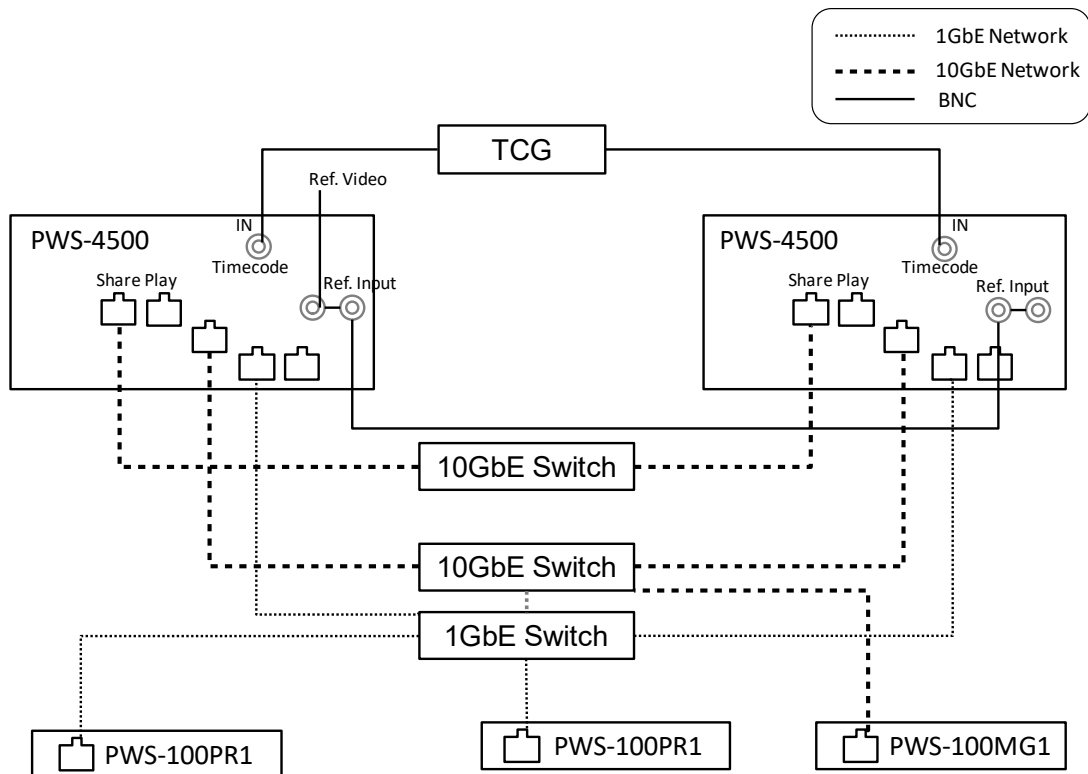 1GbE Network
10GbE Network
BNC
TCG
Ref. Video
IN
PWS-4500
Timecode
Share Play
Ref. Input
IN
PWS-4500
Timecode
Share Play
Ref. Input
10GbE Switch
10GbE Switch
1GbE Switch
PWS-100PR1
PWS-100PR1
PWS-100MG1